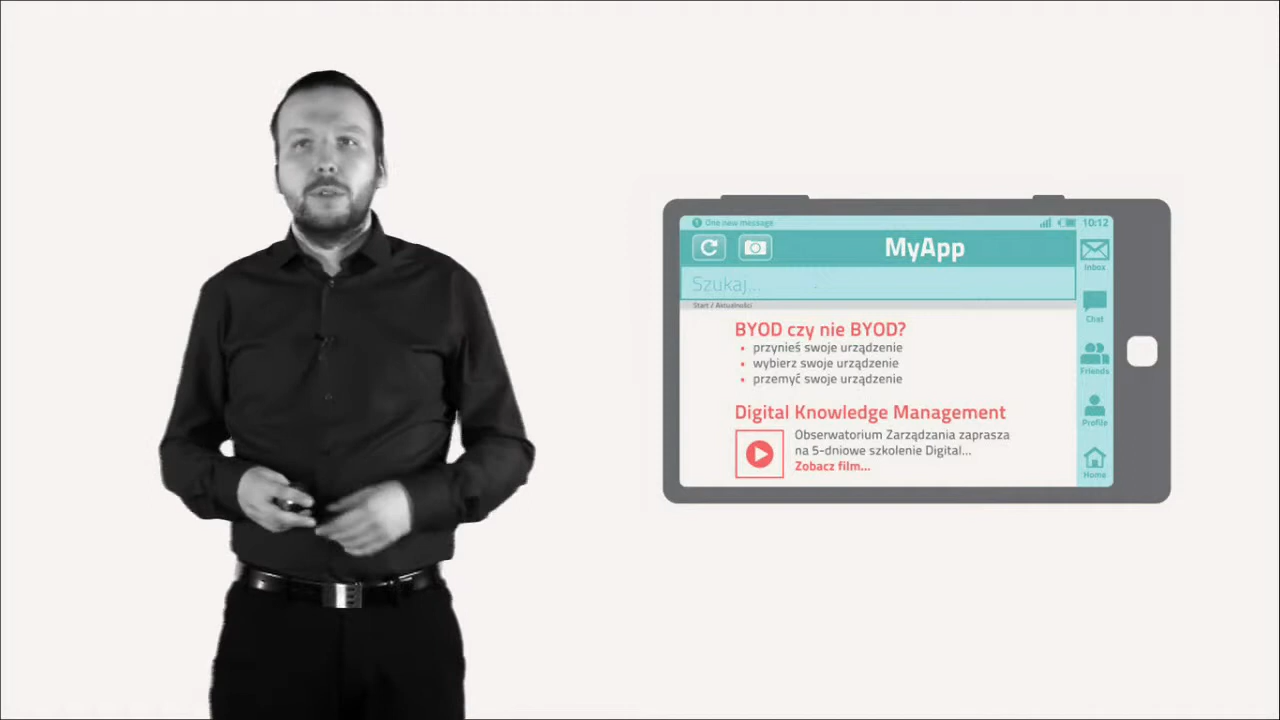 One new message
10:12
MyApp
Szukaj...
Start / Aktualności
BYOD czy nie BYOD?
• przynieś swoje urządzenie
• wybierz swoje urządzenie
• przemyć swoje urządzenie
Digital Knowledge Management
Obserwatorium Zarządzania zaprasza
na 5-dniowe szkolenie Digital...
Zobacz film...
Inbox
Chat
Friends
Profile
Home